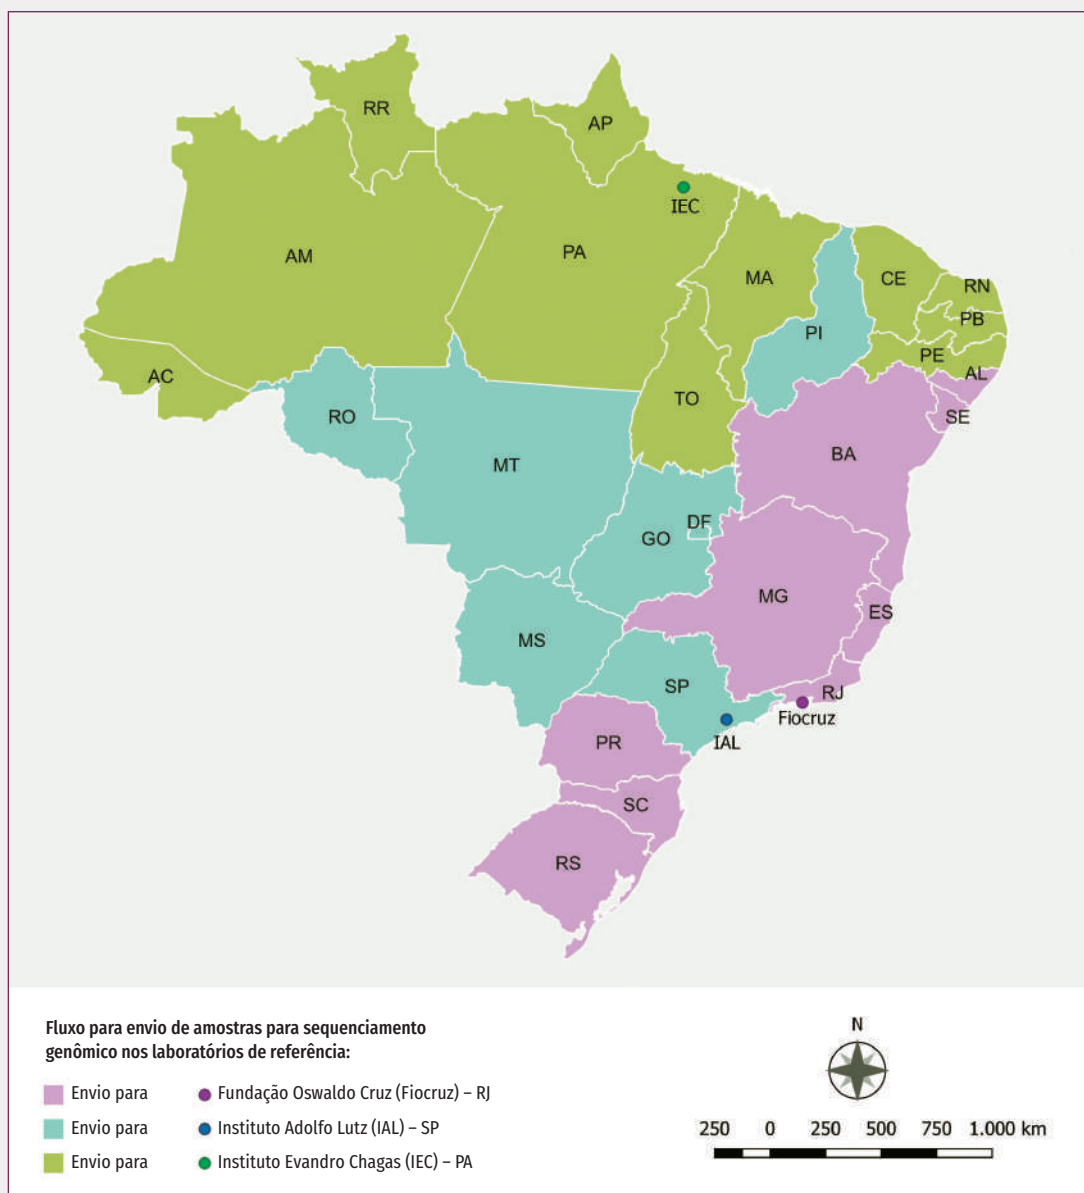 RR
AP
IEC
AM
PA
MA
CE
RN
PB
PI
PE
AL
AC
TO
SE
RO
BA
MT
DF
GO
MG
ES
MS
SP
RJ
Fiocruz
IAL
PR
SC
RS
Fluxo para envio de amostras para sequenciamento
genômico nos laboratórios de referência:
Envio para Fundação Oswaldo Cruz (Fiocruz) – RJ
Envio para Instituto Adolfo Lutz (IAL) – SP
Envio para Instituto Evandro Chagas (IEC) – PA
N
250 0 250 500 750 1.000 km